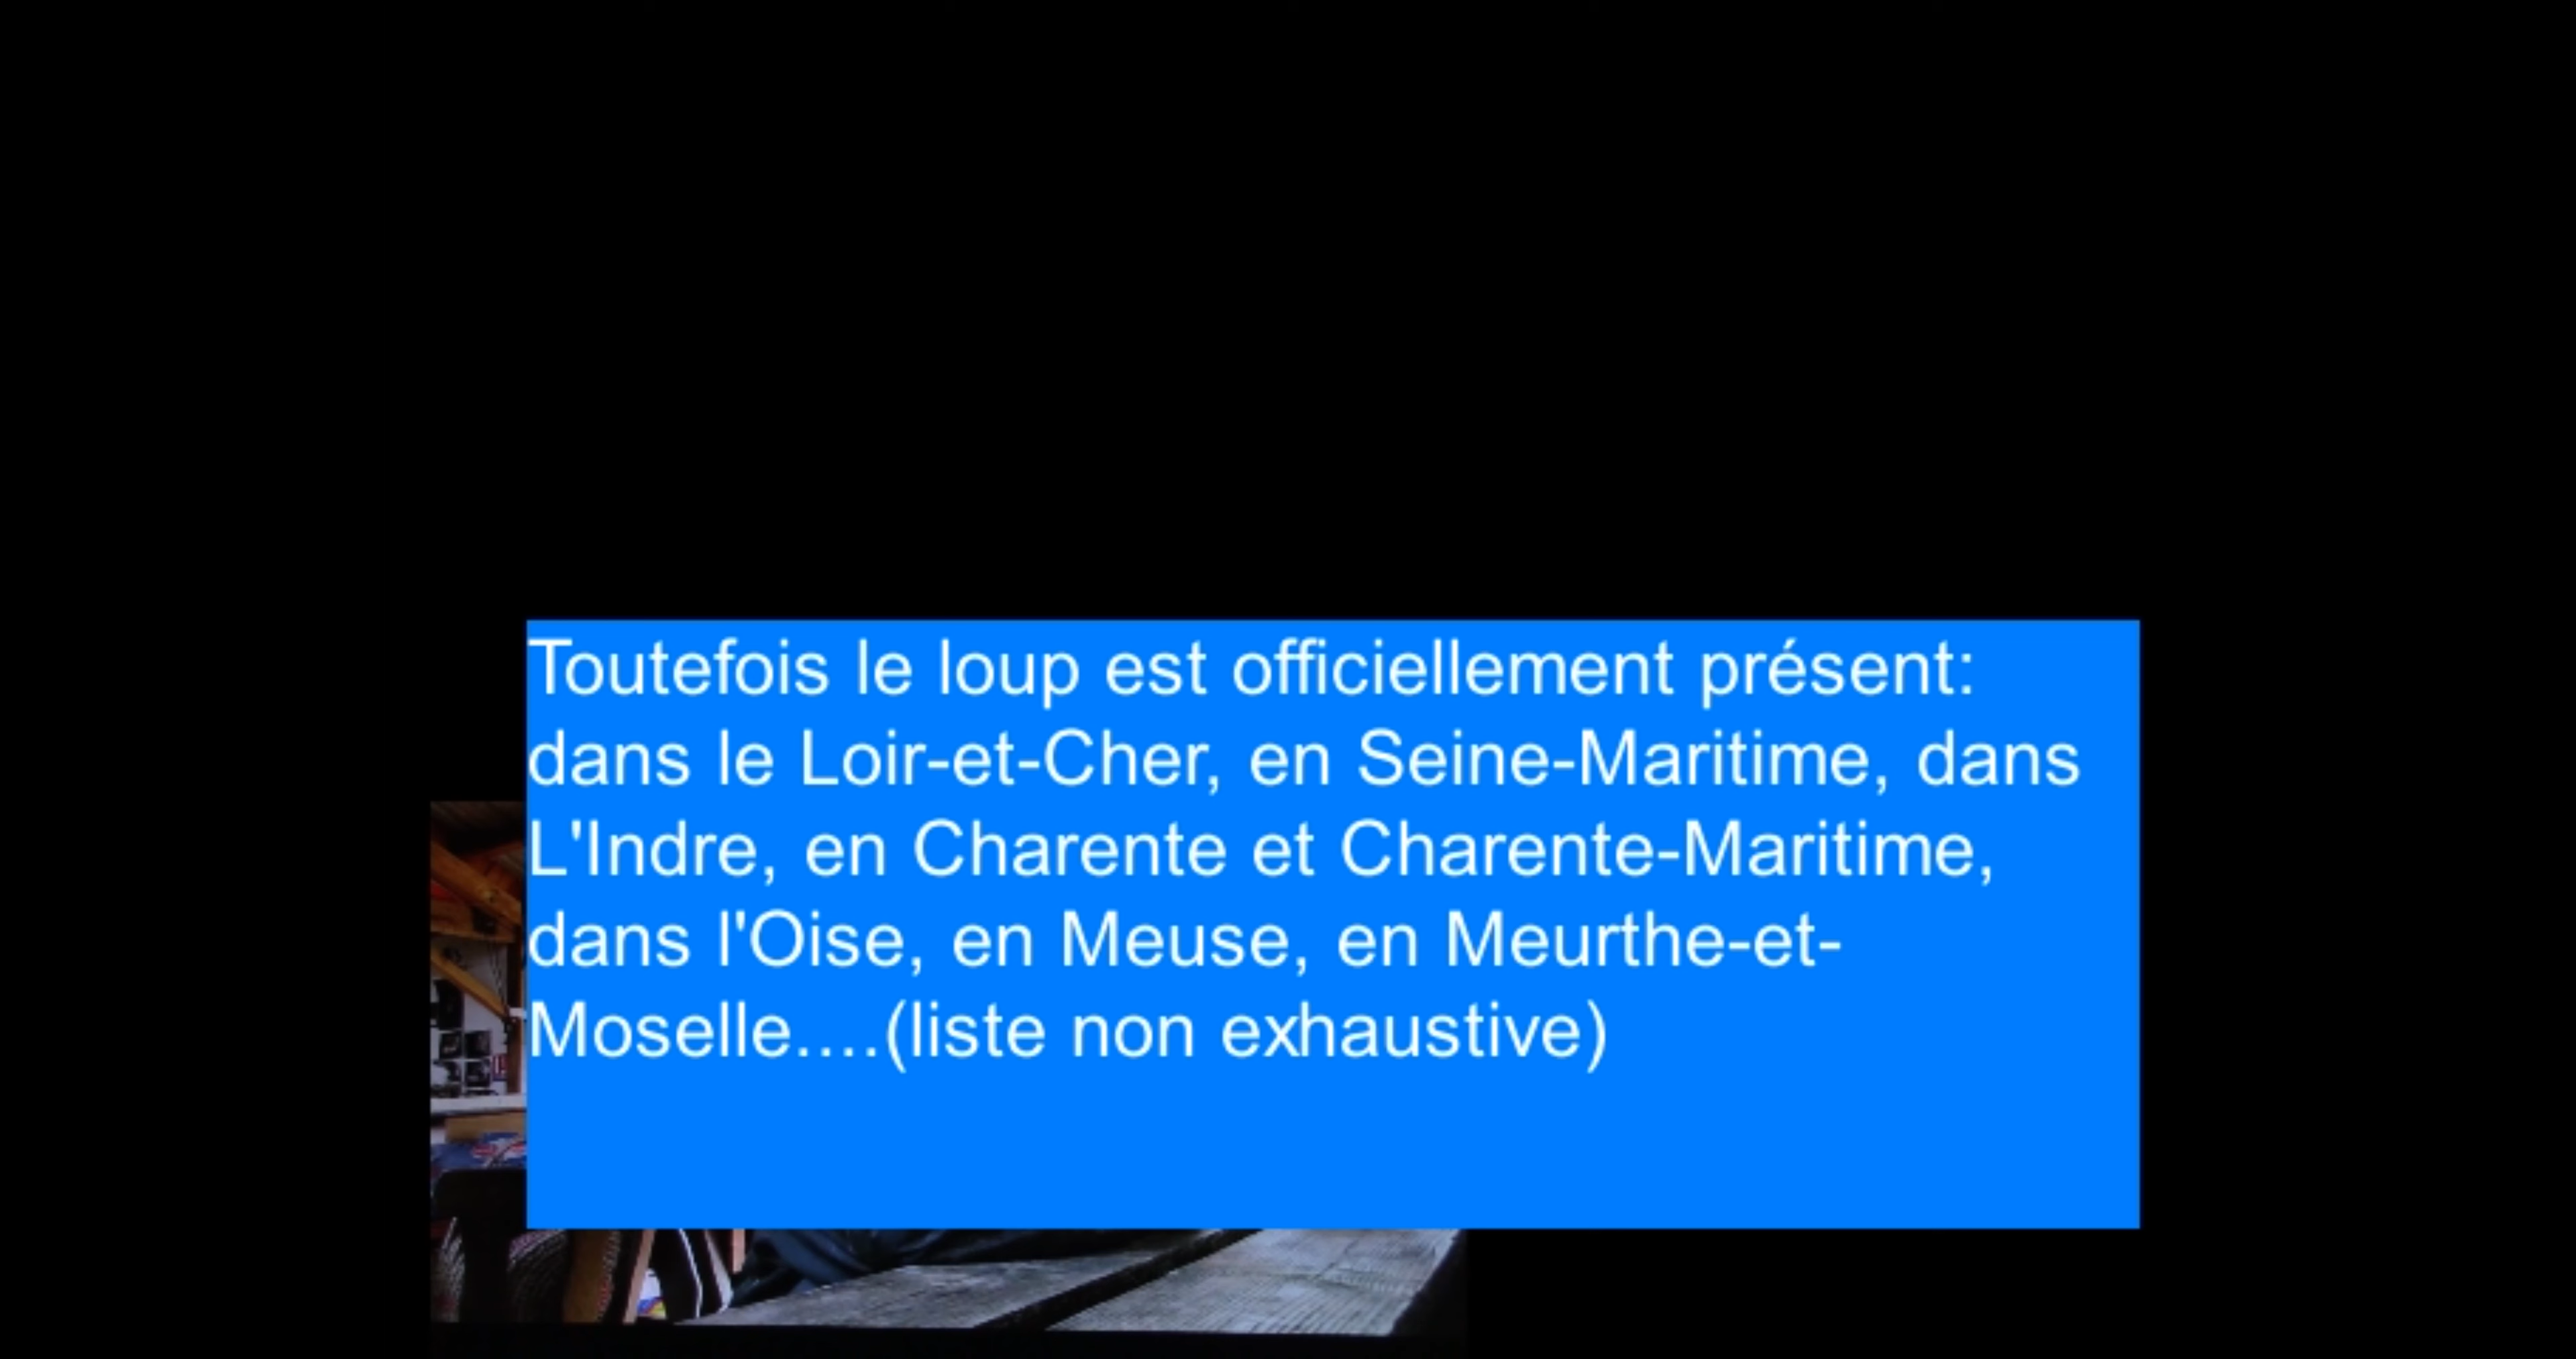 Toutefois le loup est officiellement présent:
dans le Loir-et-Cher, en Seine-Maritime, dans
L'Indre, en Charente et Charente-Maritime,
dans l'Oise, en Meuse, en Meurthe-et-
Moselle....(liste non exhaustive)